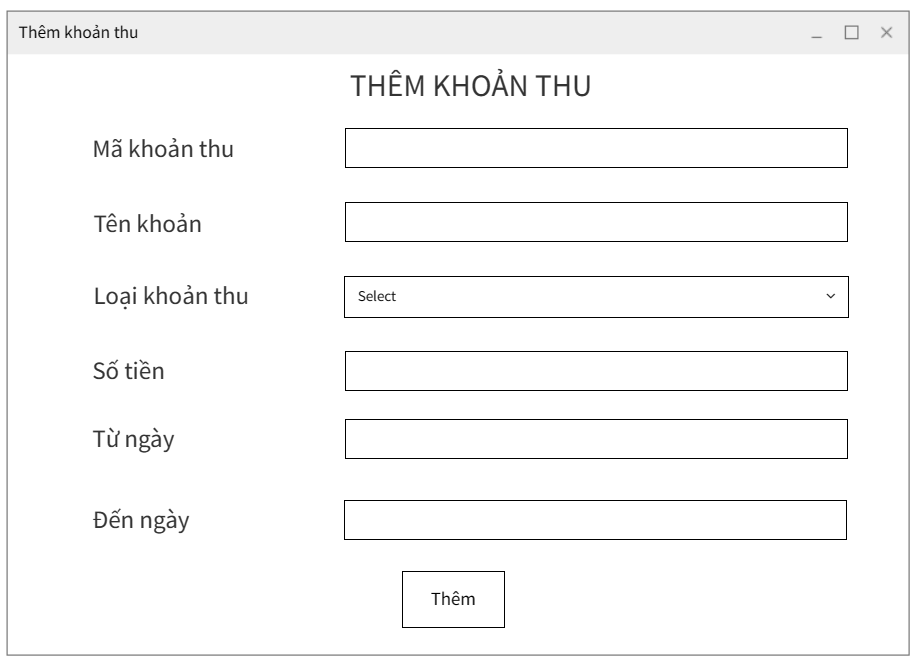 Thêm khoản thu
THÊM KHOẢN THU
Mã khoản thu
Tên khoản
Loại khoản thu
Select
Số tiền
Từ ngày
Đến ngày
Thêm